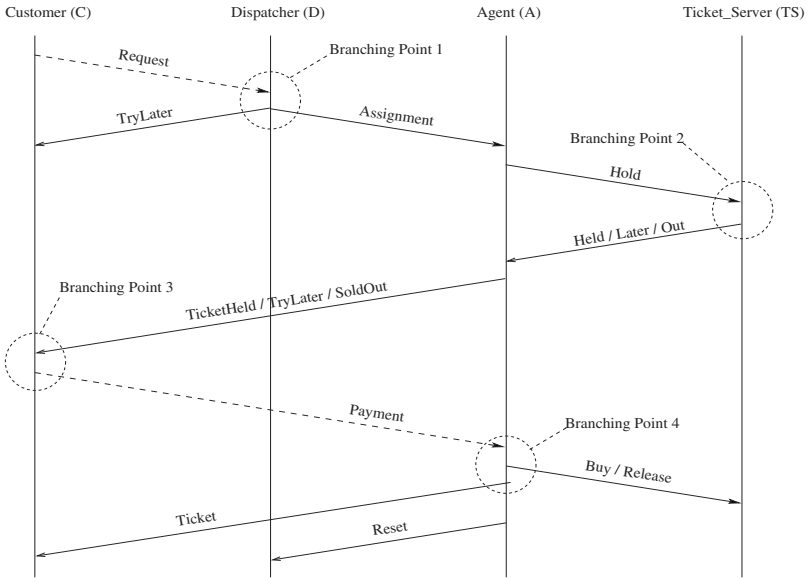 Customer (C)
Dispatcher (D)
Agent (A)
Ticket_Server (TS)
Request
Branching Point 1
TryLater
Assignment
Branching Point 2
Hold
Held / Later / Out
Branching Point 3
TicketHeld / TryLater / SoldOut
Payment
Branching Point 4
Buy / Release
Ticket
Reset